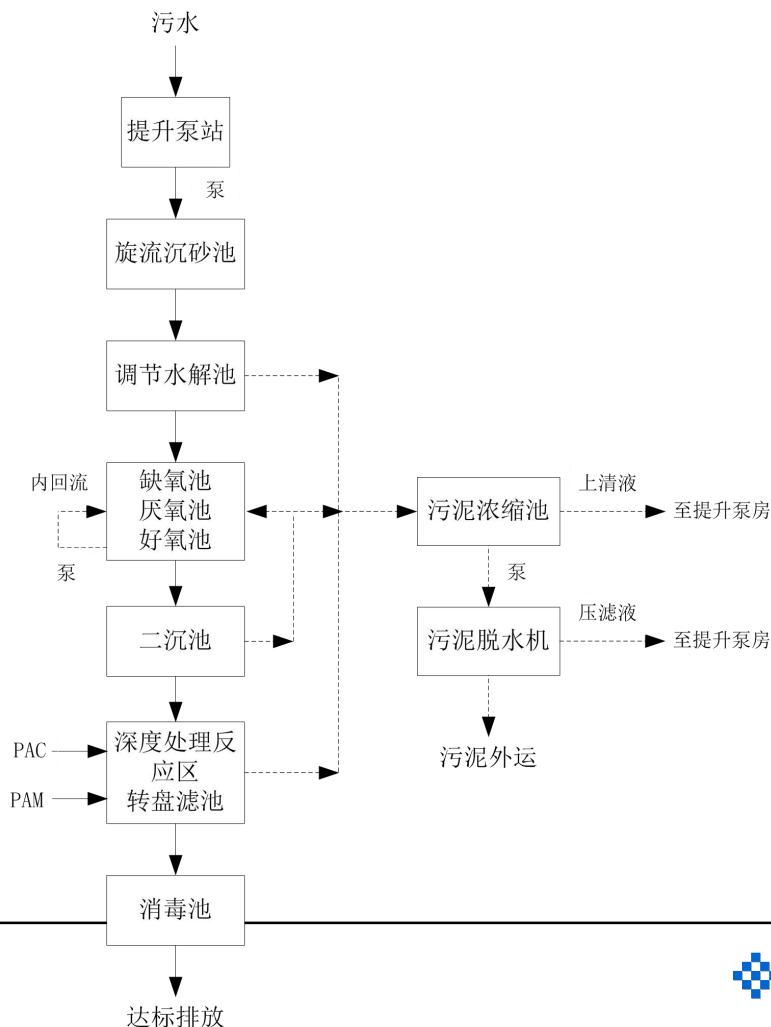 污水
提升泵站
泵
旋流沉砂池
调节水解池
内回流
缺氧池
厌氧池
好氧池
泵
污泥浓缩池
上清液
至提升泵房
泵
二沉池
污泥脱水机
压滤液
至提升泵房
污泥外运
PAC
PAM
深度处理反
应区
转盘滤池
消毒池
达标排放